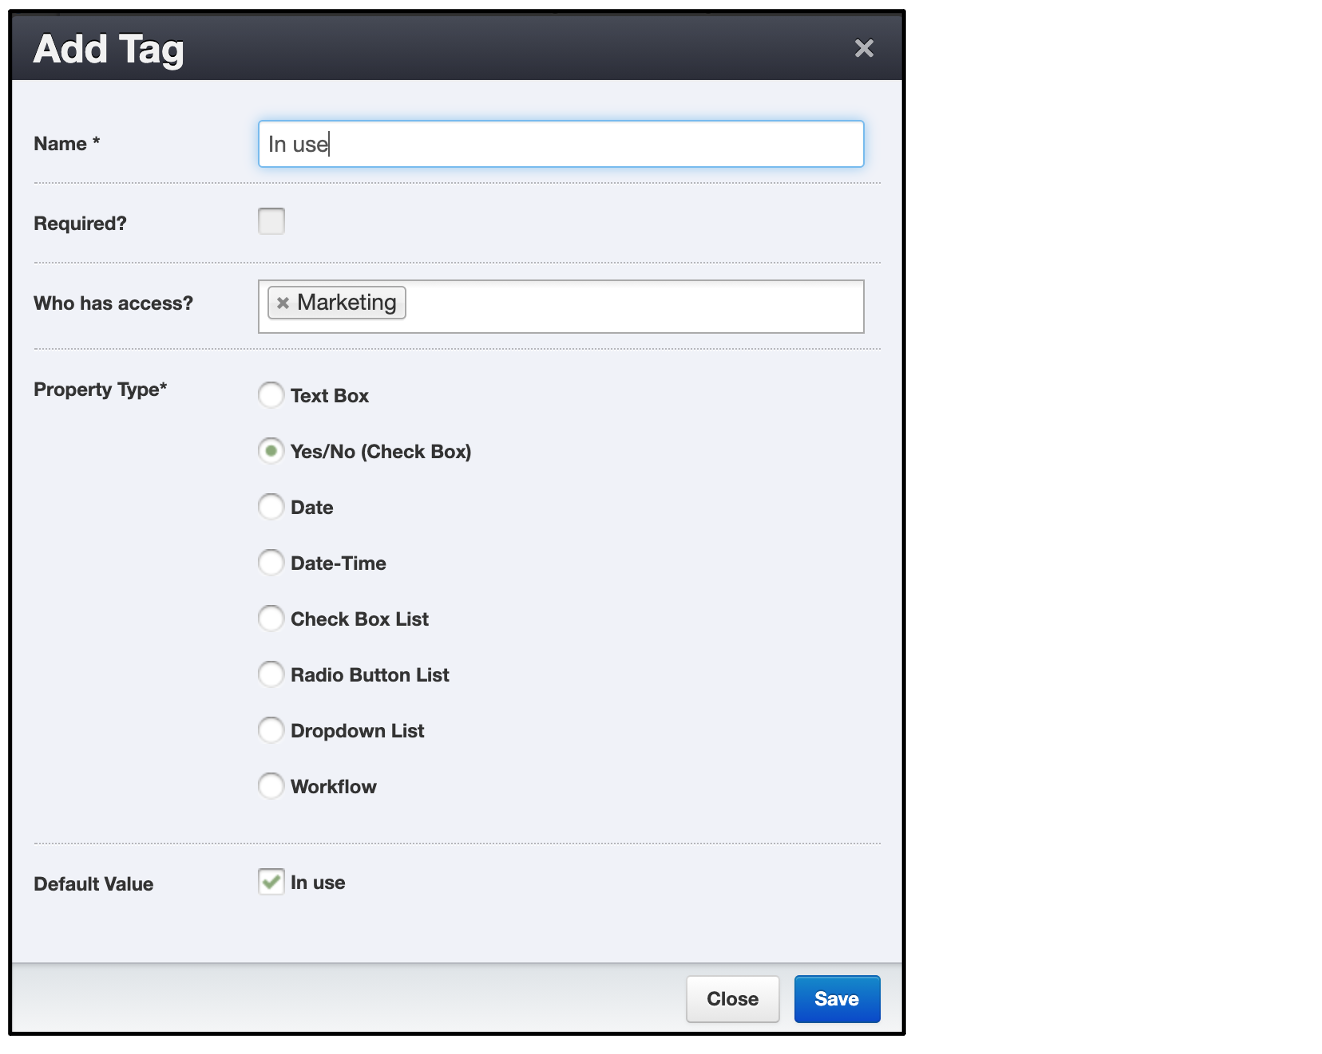 Add Tag
Name *
In use
Required?
Who has access?
Marketing
Property Type*
Text Box
Yes/No (Check Box)
Date
Date-Time
Check Box List
Radio Button List
Dropdown List
Workflow
Default Value
In use
Close
Save